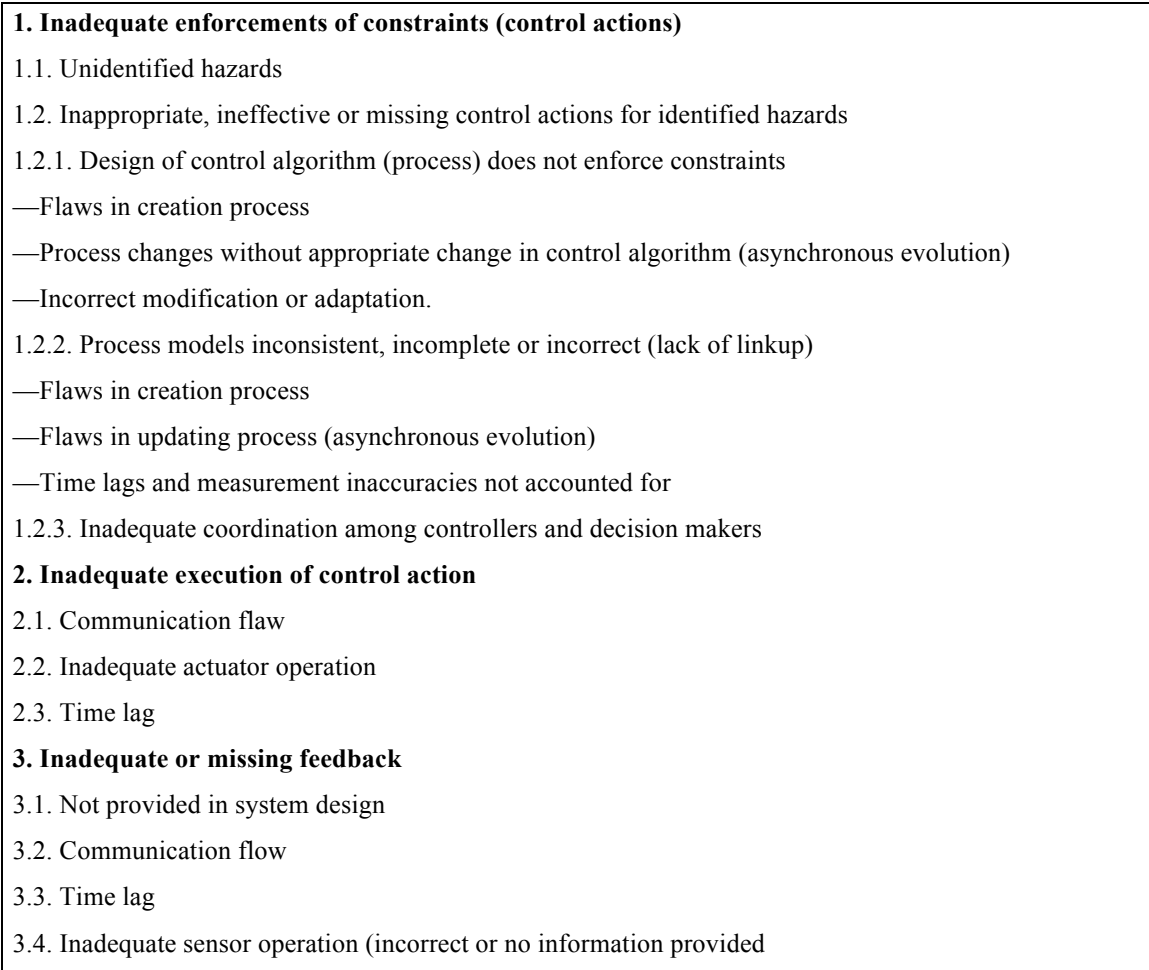 1. Inadequate enforcements of constraints (control actions)
1.1. Unidentified hazards
1.2. Inappropriate, ineffective or missing control actions for identified hazards
1.2.1. Design of control algorithm (process) does not enforce constraints
—Flaws in creation process
—Process changes without appropriate change in control algorithm (asynchronous evolution)
—Incorrect modification or adaptation.
1.2.2. Process models inconsistent, incomplete or incorrect (lack of linkup)
—Flaws in creation process
—Flaws in updating process (asynchronous evolution)
—Time lags and measurement inaccuracies not accounted for
1.2.3. Inadequate coordination among controllers and decision makers
2. Inadequate execution of control action
2.1. Communication flaw
2.2. Inadequate actuator operation
2.3. Time lag
3. Inadequate or missing feedback
3.1. Not provided in system design
3.2. Communication flow
3.3. Time lag
3.4. Inadequate sensor operation (incorrect or no information provided